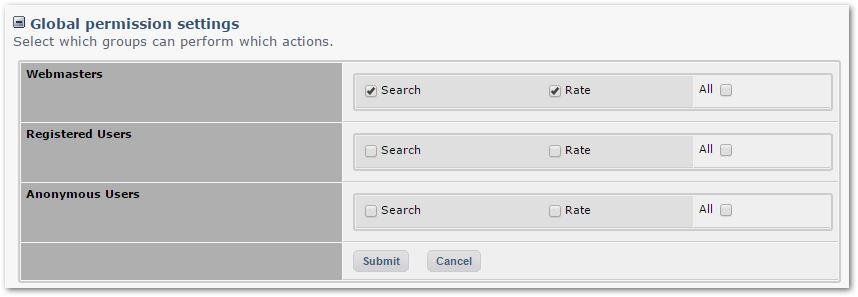 Global permission settings
Select which groups can perform which actions.
Webmasters
Search Rate All
Registered Users
Search Rate All
Anonymous Users
Search Rate All
Submit Cancel